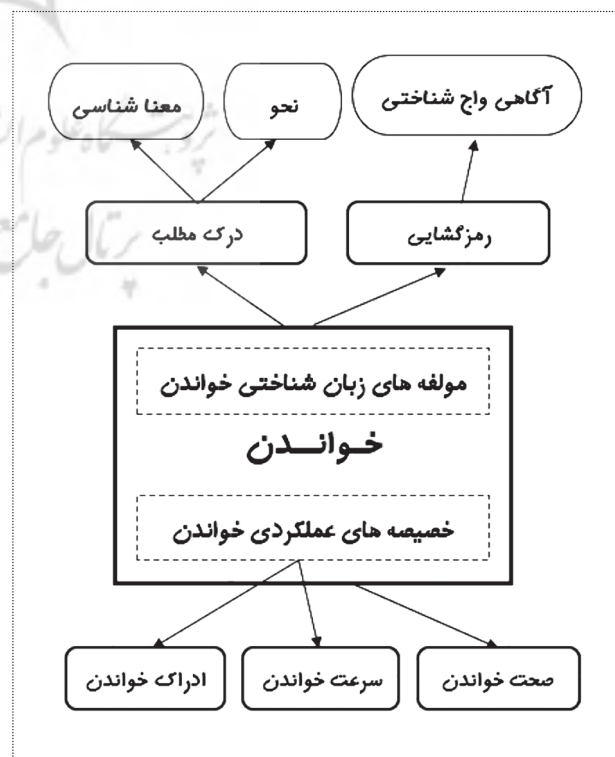 آگاهی واج شناختی
نحو
معنا شناسی
رمزگشایی
درک مطلب
مولفه های زبان شناختی خواندن
خـوانــدن
خصیصه های عملکردی خواندن
صحت خواندن
سرعت خواندن
ادراک خواندن